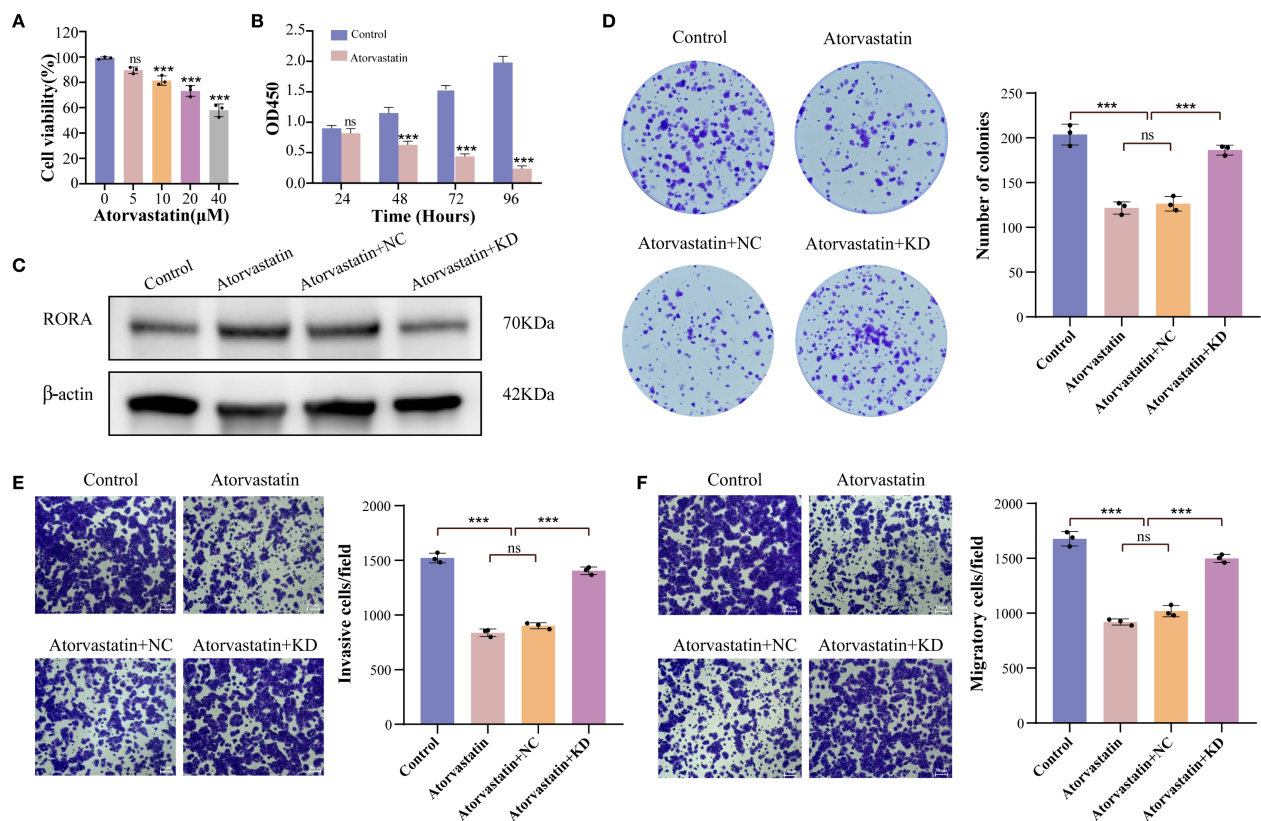 A
Cell viability(%)
120
100
80
60
40
20
0
ns
***
***
***
0 5 10 20 40
Atorvastatin(μM)
B
OD450
2.5
2.0
1.5
1.0
0.5
0.0
Control
Atorvastatin
ns
***
***
***
24 48 72 96
Time (Hours)
C
Control Atorvastatin Atorvastatin+NC Atorvastatin+KD
RORA 70KDa
β-actin 42KDa
D
Control Atorvastatin
Atorvastatin+NC Atorvastatin+KD
Number of colonies
250
200
150
100
50
0
*** ***
ns
Control Atorvastatin Atorvastatin+NC Atorvastatin+KD
E
Control Atorvastatin
Atorvastatin+NC Atorvastatin+KD
Invasive cells/field
2000
1500
1000
500
0
*** ***
ns
Control Atorvastatin Atorvastatin+NC Atorvastatin+KD
F
Control Atorvastatin
Atorvastatin+NC Atorvastatin+KD
Migratory cells/field
2000
1500
1000
500
0
*** ***
ns
Control Atorvastatin Atorvastatin+NC Atorvastatin+KD